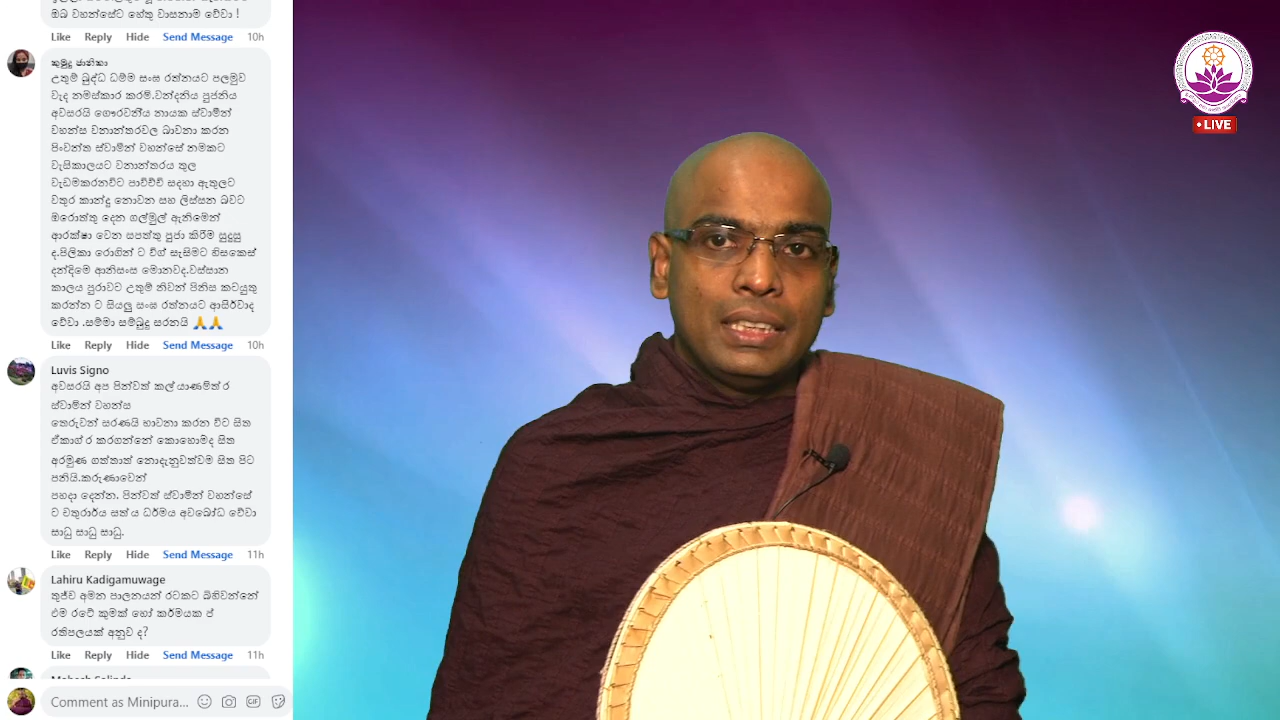 ඔබ වහන්සේට හේතු වාසනාම වේවා !
Like Reply Hide Send Message 10h
කුමුදු ජානිකා
උතුම් බුද්ධ ධම්ම සංඝ රත්නයට පලමුව
වැද නමස්කාර කරම්.වන්දනිය පුජනිය
අවසරයි ගෞරවනීය නායක ස්වාමීන්
වහන්ස වනාන්තරවල බාවනා කරන
පිංවන්ත ස්වාමින් වහන්සේ නමකට
වැසිකාලයට වනාන්තරය තුල
වැඩමකරනවිට පාවිච්චි සදහා ඇතුලට
වතුර කාන්දු නොවන සහ ලිස්සන බවට
ඔරොත්තු දෙන ගල්මුල් ඇනිමෙන්
ආරක්ෂා වෙන සපත්තු පුජා කිරීම සුදුසු
ද.පිලිකා රොගින් ට විග් සෑසිමට හිසකෙස්
දන්දිමෙ ආනිසංස මොනවද.වස්සාන
කාලය පුරාවට උතුම් නිවන් පිනිස කටයුතු
කරන්න ට සියලු සංඝ රත්නයට ආසිර්වාද
වේවා .සම්මා සම්බුදු සරනයි 🙏🙏
Like Reply Hide Send Message 10h
Luvis Signo
අවසරයි අප පින්වත් කල් යාණමිත් ර
ස්වාමින් වහන්ස
තෙරුවන් සරණයි භාවනා කරන විට සිත
ඒකාග් ර කරගන්නේ කොහොමද සිත
අරමුණ ගත්තාත් නොදැනුවත්වම සිත පිට
පනියි.කරුණාවෙන්
පහදා දෙන්න. පින්වත් ස්වාමීන් වහන්සේ
ට චතුරාර්ය සත් ය ධර්මය අවබෝධ වේවා
සාධු සාධු සාධු.
Like Reply Hide Send Message 11h
Lahiru Kadigamuwage
තුජ්ච අමන පාලනයන් රටකට බිහිවන්නේ
එම රටේ කුමක් හෝ කර්මයක ප්
රතිපලයක් අනුව ද?
Like Reply Hide Send Message 11h
Comment as Minipura... GIF
LIVE